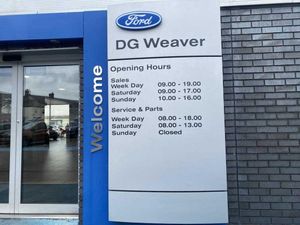 Ford
DG Weaver
Welcome
Opening Hours
Sales
Week Day 09.00 - 19.00
Saturday 09.00 - 17.00
Sunday 10.00 - 16.00
Service & Parts
Week Day 08.00 - 18.00
Saturday 08.00 - 13.00
Sunday Closed